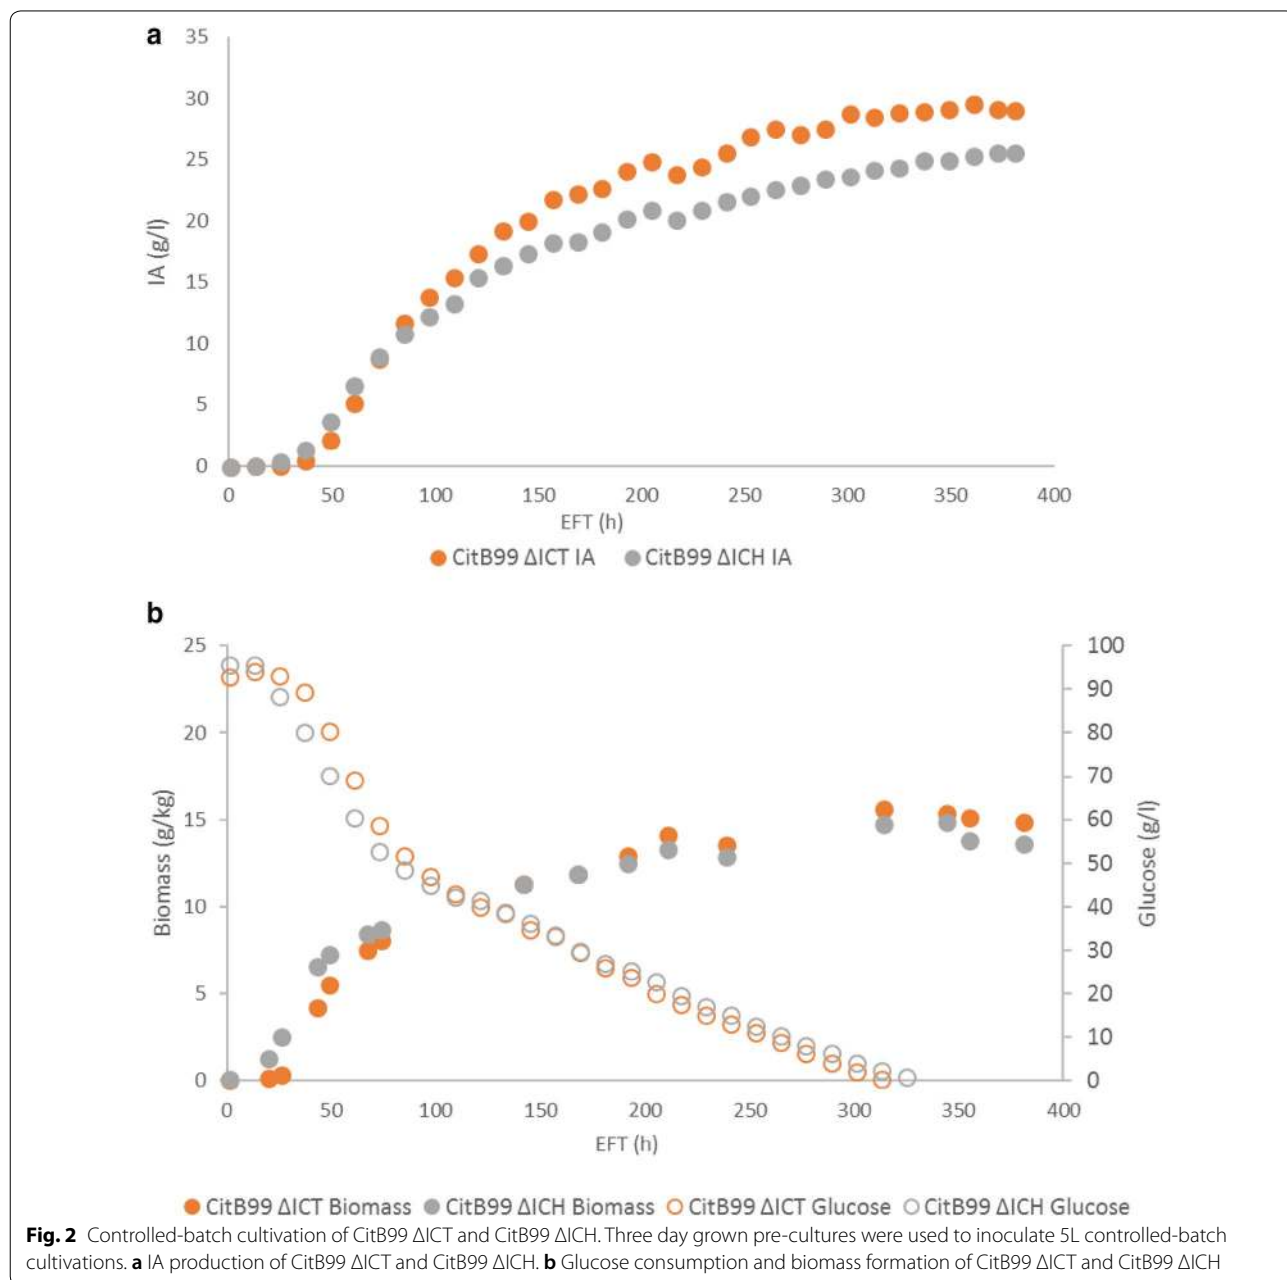 a
35
30
25
20
15
10
5
0
IA (g/l)
0 50 100 150 200 250 300 350 400
EFT (h)
CitB99 ΔICT IA CitB99 ΔICH IA
b
25 100
90
20 80
70
15 60
50
10 40
30
5 20
10
0 0
Biomass (g/kg)
Glucose (g/l)
0 50 100 150 200 250 300 350 400
EFT (h)
CitB99 ΔICT Biomass CitB99 ΔICH Biomass CitB99 ΔICT Glucose CitB99 ΔICH Glucose
Fig. 2 Controlled-batch cultivation of CitB99 ΔICT and CitB99 ΔICH. Three day grown pre-cultures were used to inoculate 5L controlled-batch
cultivations. a IA production of CitB99 ΔICT and CitB99 ΔICH. b Glucose consumption and biomass formation of CitB99 ΔICT and CitB99 ΔICH